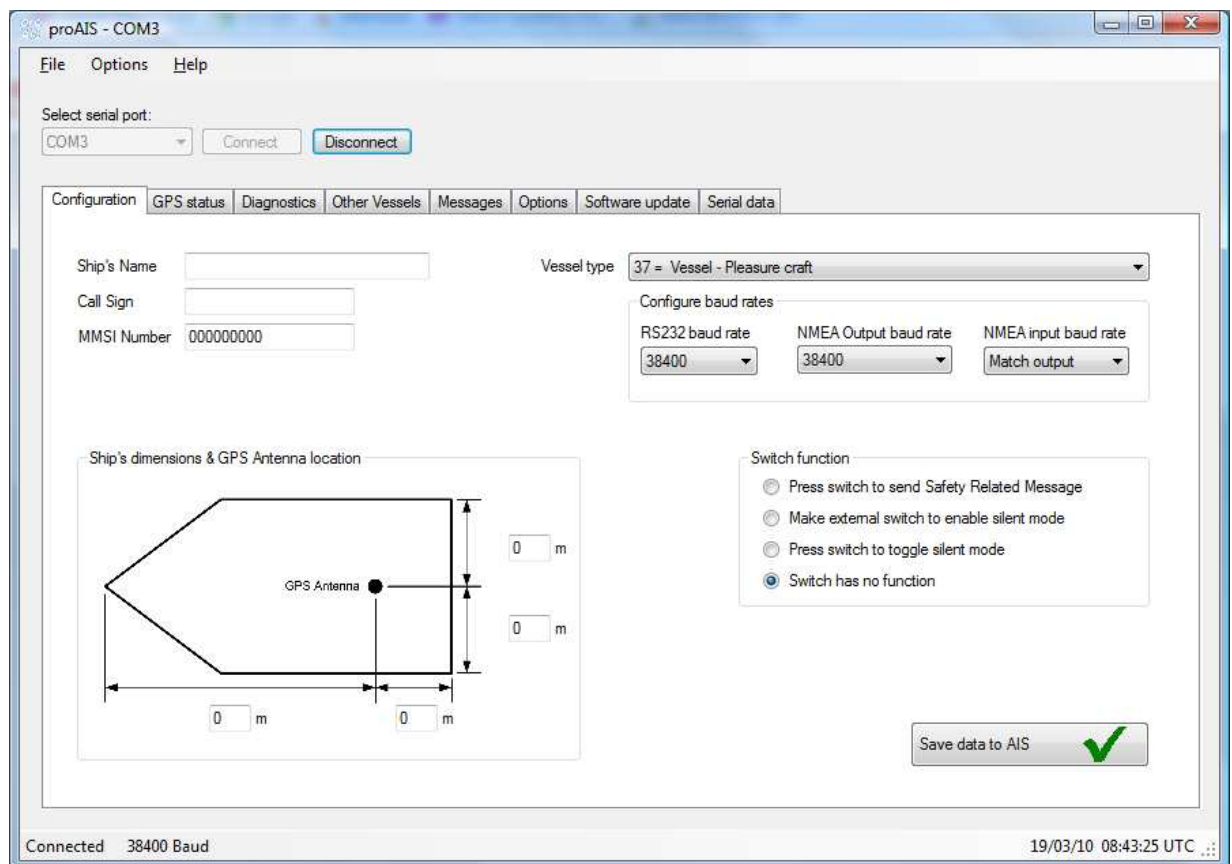 proAIS - COM3
File Options Help
Select serial port:
COM3 Connect Disconnect
Configuration GPS status Diagnostics Other Vessels Messages Options Software update Serial data
Ship's Name
Call Sign
MMSI Number 000000000
Vessel type 37 = Vessel - Pleasure craft
Configure baud rates
RS232 baud rate NMEA Output baud rate NMEA input baud rate
38400 38400 Match output
Ship's dimensions & GPS Antenna location
0 m
GPS Antenna
0 m
0 m 0 m
Switch function
Press switch to send Safety Related Message
Make external switch to enable silent mode
Press switch to toggle silent mode
Switch has no function
Save data to AIS
Connected 38400 Baud 19/03/10 08:43:25 UTC